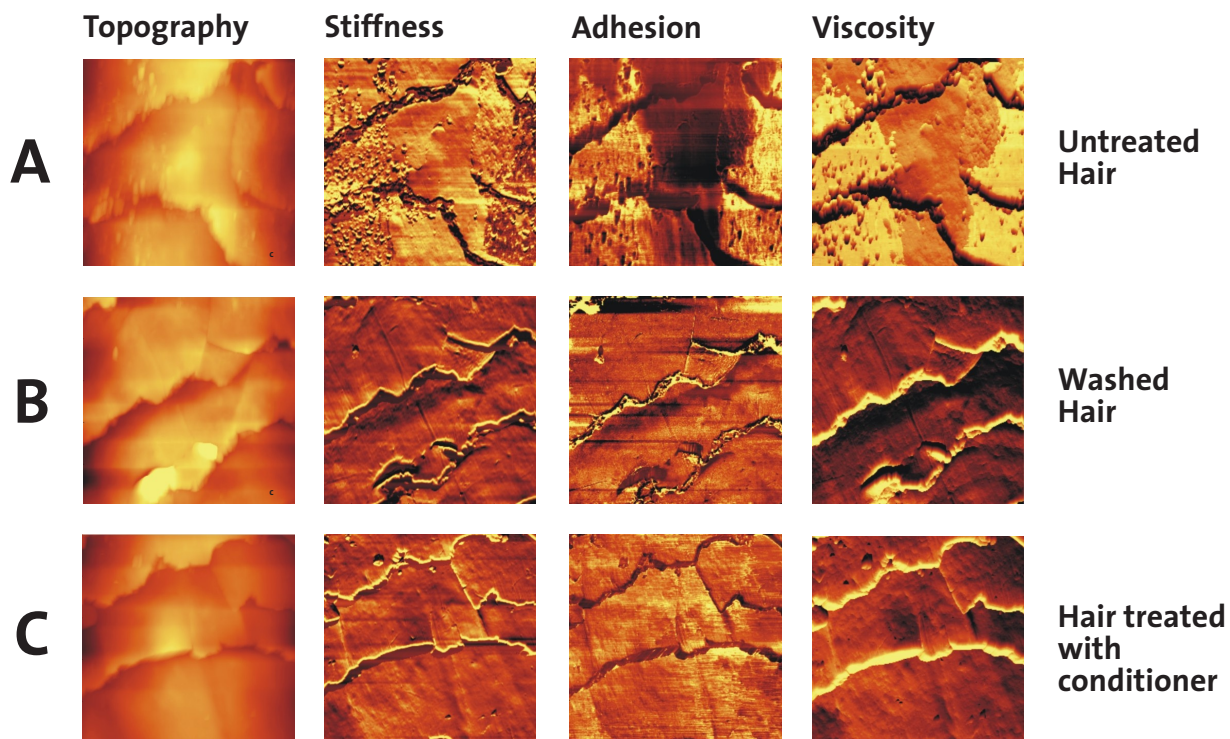 Topography Stiffness Adhesion Viscosity
A
Untreated
Hair
c
B
Washed
Hair
c
C
Hair treated
with
conditioner